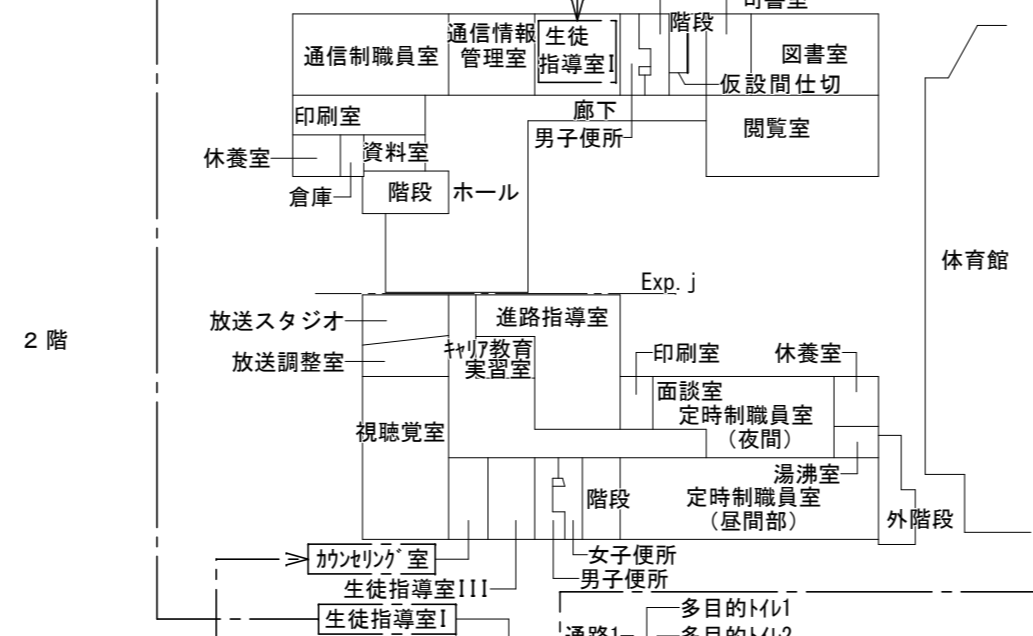 司書室
階段
通信制職員室
通信情報
管理室
生徒
指導室I
図書室
仮設間仕切
印刷室
廊下
男子便所
閲覧室
休養室
資料室
倉庫
階段
ホール
体育館
Exp. j
2階
放送スタジオ
進路指導室
放送調整室
ｷｬﾘｱ教育
実習室
印刷室
休養室
面談室
定時制職員室
(夜間)
視聴覚室
湯沸室
階段
定時制職員室
(昼間部)
外階段
ｶｳﾝｾﾘﾝｸﾞ室
女子便所
男子便所
生徒指導室III
生徒指導室I
多目的ﾄｲﾚ1
通路1
多目的ﾄｲﾚ2